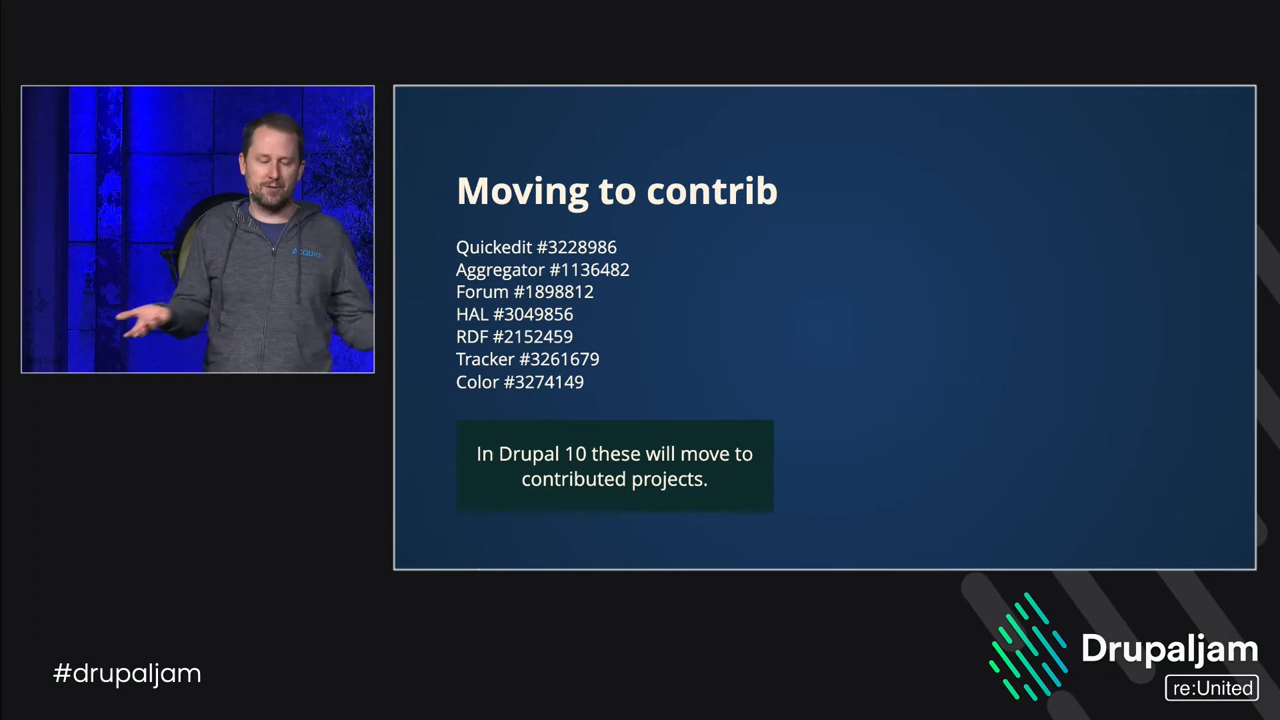 Moving to contrib
Quickedit #3228986
Aggregator #1136482
Forum #1898812
HAL #3049856
RDF #2152459
Tracker #3261679
Color #3274149
In Drupal 10 these will move to
contributed projects.
#drupaljam
Drupaljam
re:United